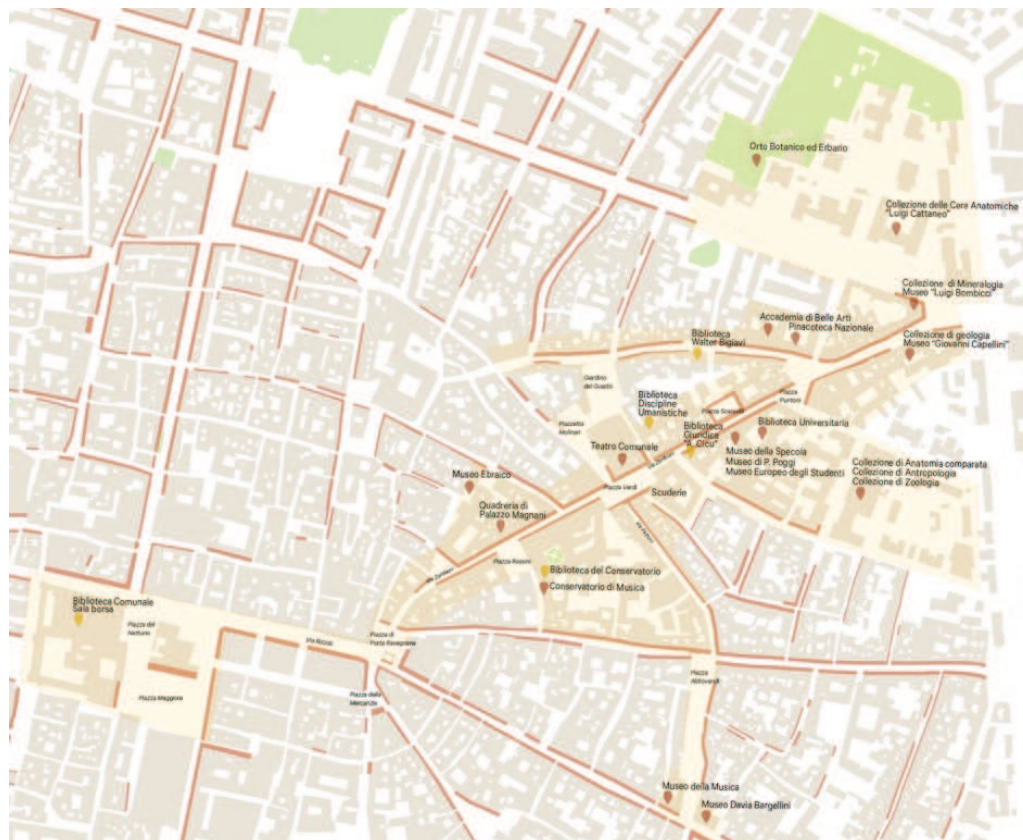 Orto Botanico ed Erbario
Collezione delle Cere Anatomiche
"Luigi Cattaneo"
Collezione di Mineralogia
Museo "Luigi Bombicci"
Accademia di Belle Arti
Pinacoteca Nazionale
Biblioteca
Walter Bigiavi
Collezione di geologia
Museo "Giovanni Capellini"
Giardino
del Guasto
Piazza
Puntoni
Biblioteca
Discipline
Umanistiche
Piazza Scaravilli
Piazzetta
Molinari
Biblioteca
Giuridica
"A. Cicu"
Biblioteca Universitaria
Teatro Comunale
Via Zamboni
Museo della Specola
Museo di P. Poggi
Museo Europeo degli Studenti
Collezione di Anatomia comparata
Collezione di Antropologia
Collezione di Zoologia
Museo Ebraico
Piazza Verdi
Scuderie
Quadreria di
Palazzo Magnani
Via Petroni
Piazza Rossini
Via Zamboni
Biblioteca del Conservatorio
Conservatorio di Musica
Biblioteca Comunale
Sala borsa
Piazza del
Nettuno
Via Rizzoli
Piazza di
Porta Ravegnana
Piazza
Aldrovandi
Piazza Maggiore
Piazza della
Mercanzia
Museo della Musica
Museo Davia Bargellini